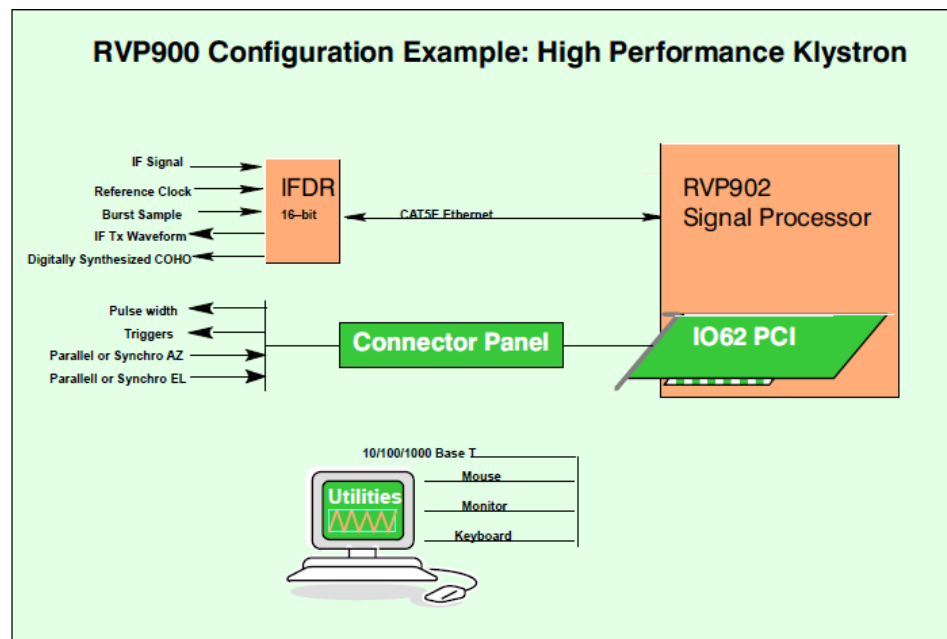 RVP900 Configuration Example: High Performance Klystron
IF Signal
Reference Clock
Burst Sample
IF Tx Waveform
Digitally Synthesized COHO
IFDR
16–bit
CAT5E Ethernet
RVP902
Signal Processor
Pulse width
Triggers
Parallel or Synchro AZ
Parallell or Synchro EL
Connector Panel
IO62 PCI
10/100/1000 Base T
Mouse
Monitor
Keyboard
Utilities